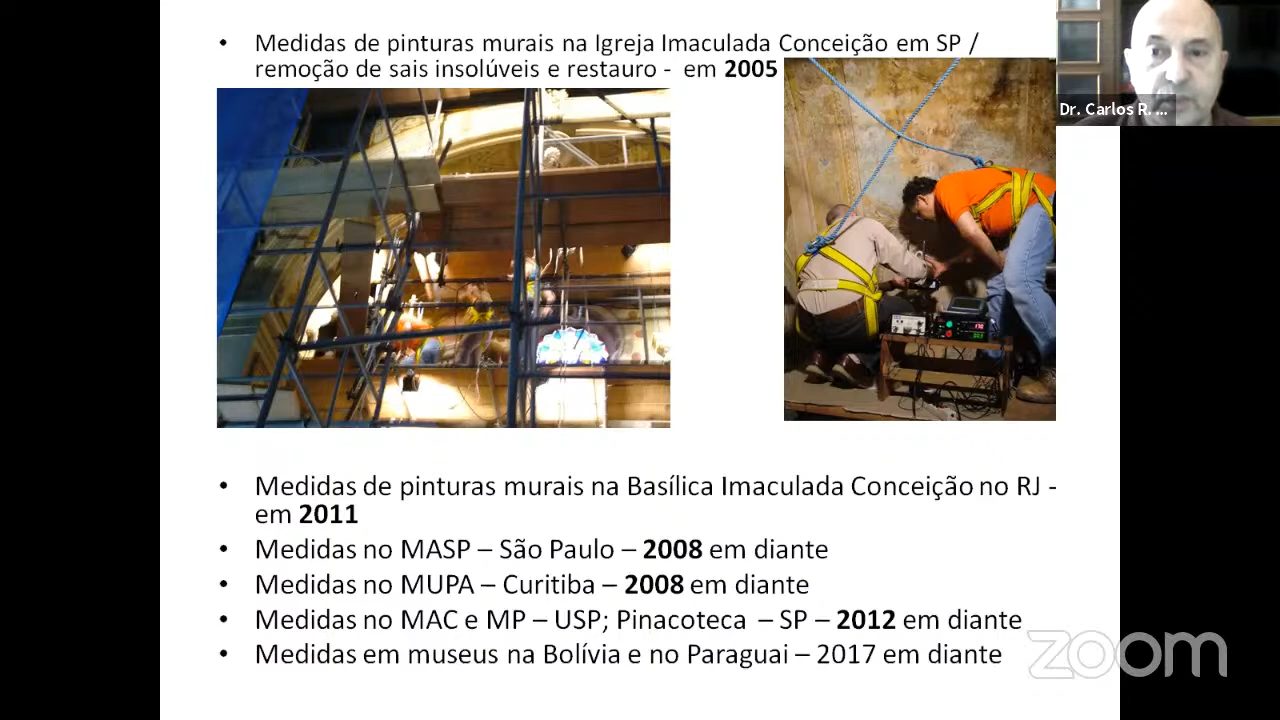 • Medidas de pinturas murais na Igreja Imaculada Conceição em SP /
remoção de sais insolúveis e restauro - em 2005
Dr. Carlos R. ...
• Medidas de pinturas murais na Basílica Imaculada Conceição no RJ -
em 2011
• Medidas no MASP – São Paulo – 2008 em diante
• Medidas no MUPA – Curitiba – 2008 em diante
• Medidas no MAC e MP – USP; Pinacoteca – SP – 2012 em diante
• Medidas em museus na Bolívia e no Paraguai – 2017 em diante
zoom